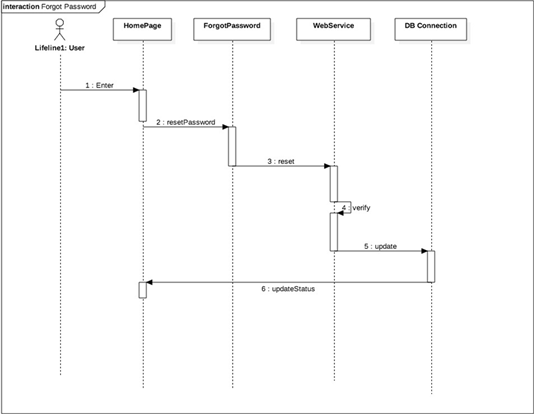 interaction Forgot Password
HomePage
ForgotPassword
WebService
DB Connection
Lifeline1: User
1 : Enter
2 : resetPassword
3 : reset
4 : verify
5 : update
6 : updateStatus